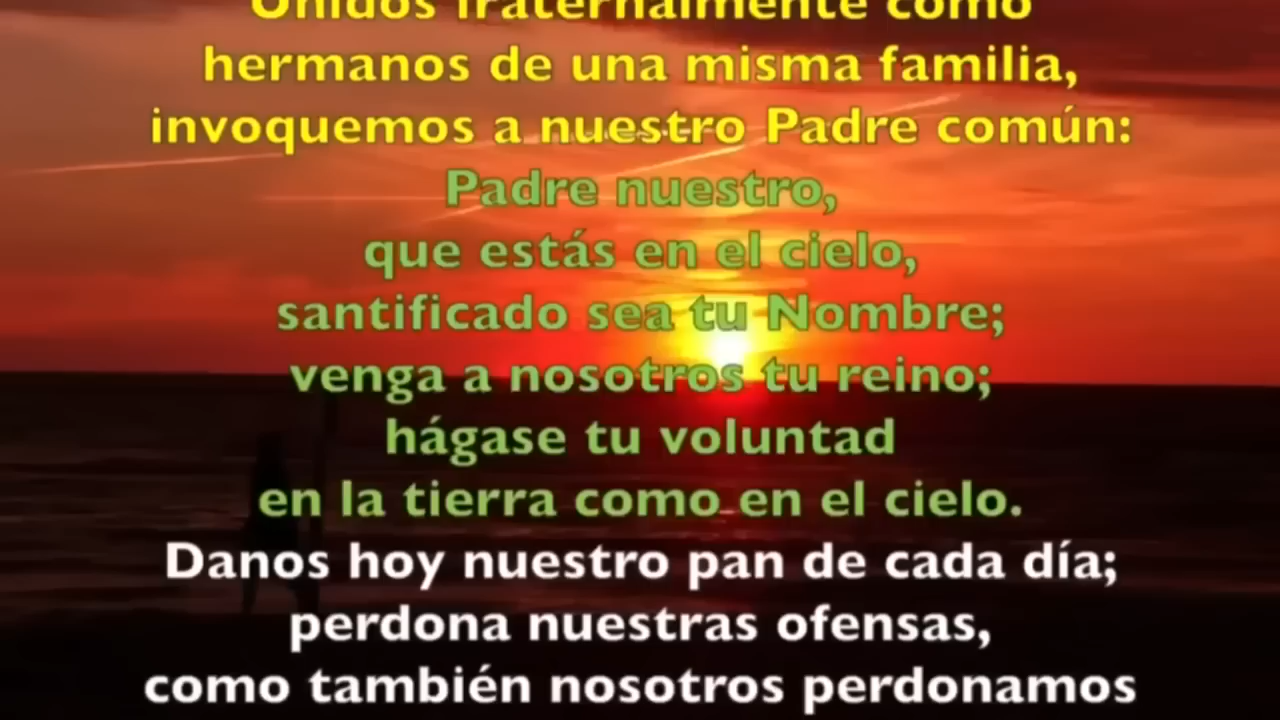 Unidos fraternalmente como
hermanos de una misma familia,
invoquemos a nuestro Padre común:
Padre nuestro,
que estás en el cielo,
santificado sea tu Nombre;
venga a nosotros tu reino;
hágase tu voluntad
en la tierra como en el cielo.
Danos hoy nuestro pan de cada día;
perdona nuestras ofensas,
como también nosotros perdonamos